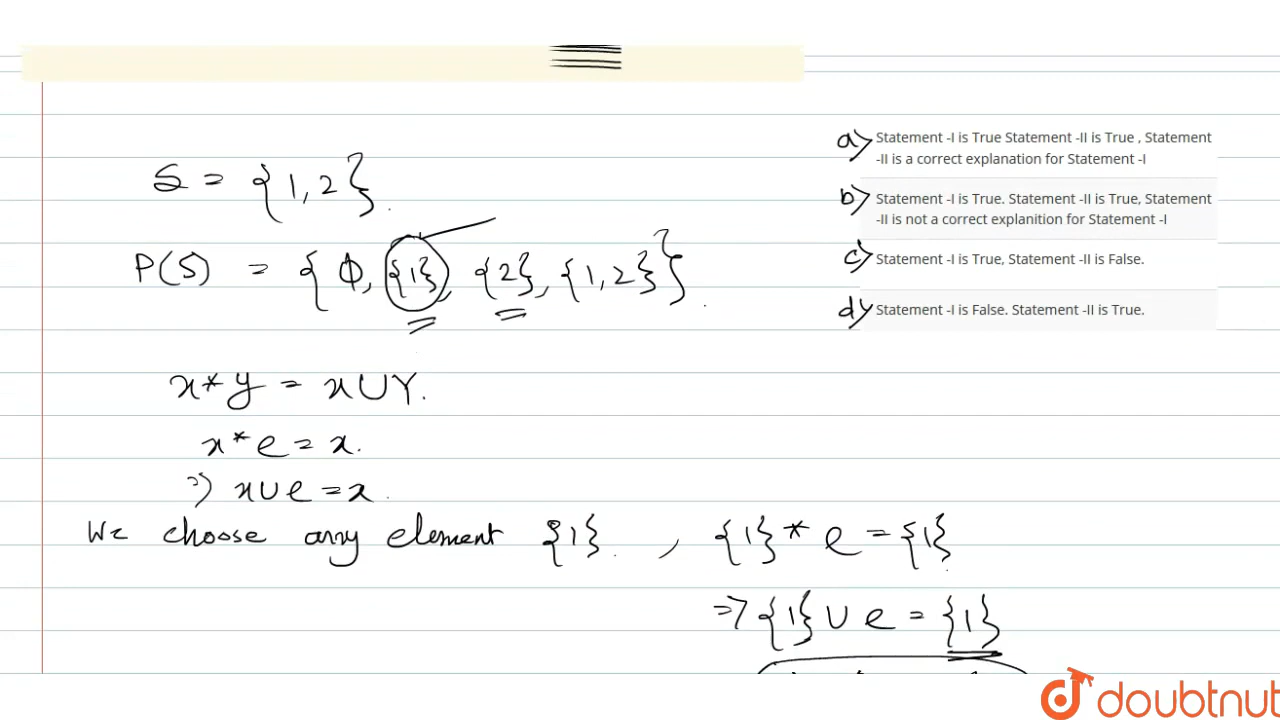 a) Statement -I is True Statement -II is True , Statement
-II is a correct explanation for Statement -I
S = {1, 2}.
b) Statement -I is True. Statement -II is True, Statement
-II is not a correct explanition for Statement -I
P(S) = {ϕ, {1}, {2}, {1,2}}.
c) Statement -I is True, Statement -II is False.
d) Statement -I is False. Statement -II is True.
x * y = x ∪ Y.
x * e = x.
⇒ x ∪ e = x.
We choose any element {1}. , {1} * e = {1}.
⇒ {1} ∪ e = {1}
doubtnut